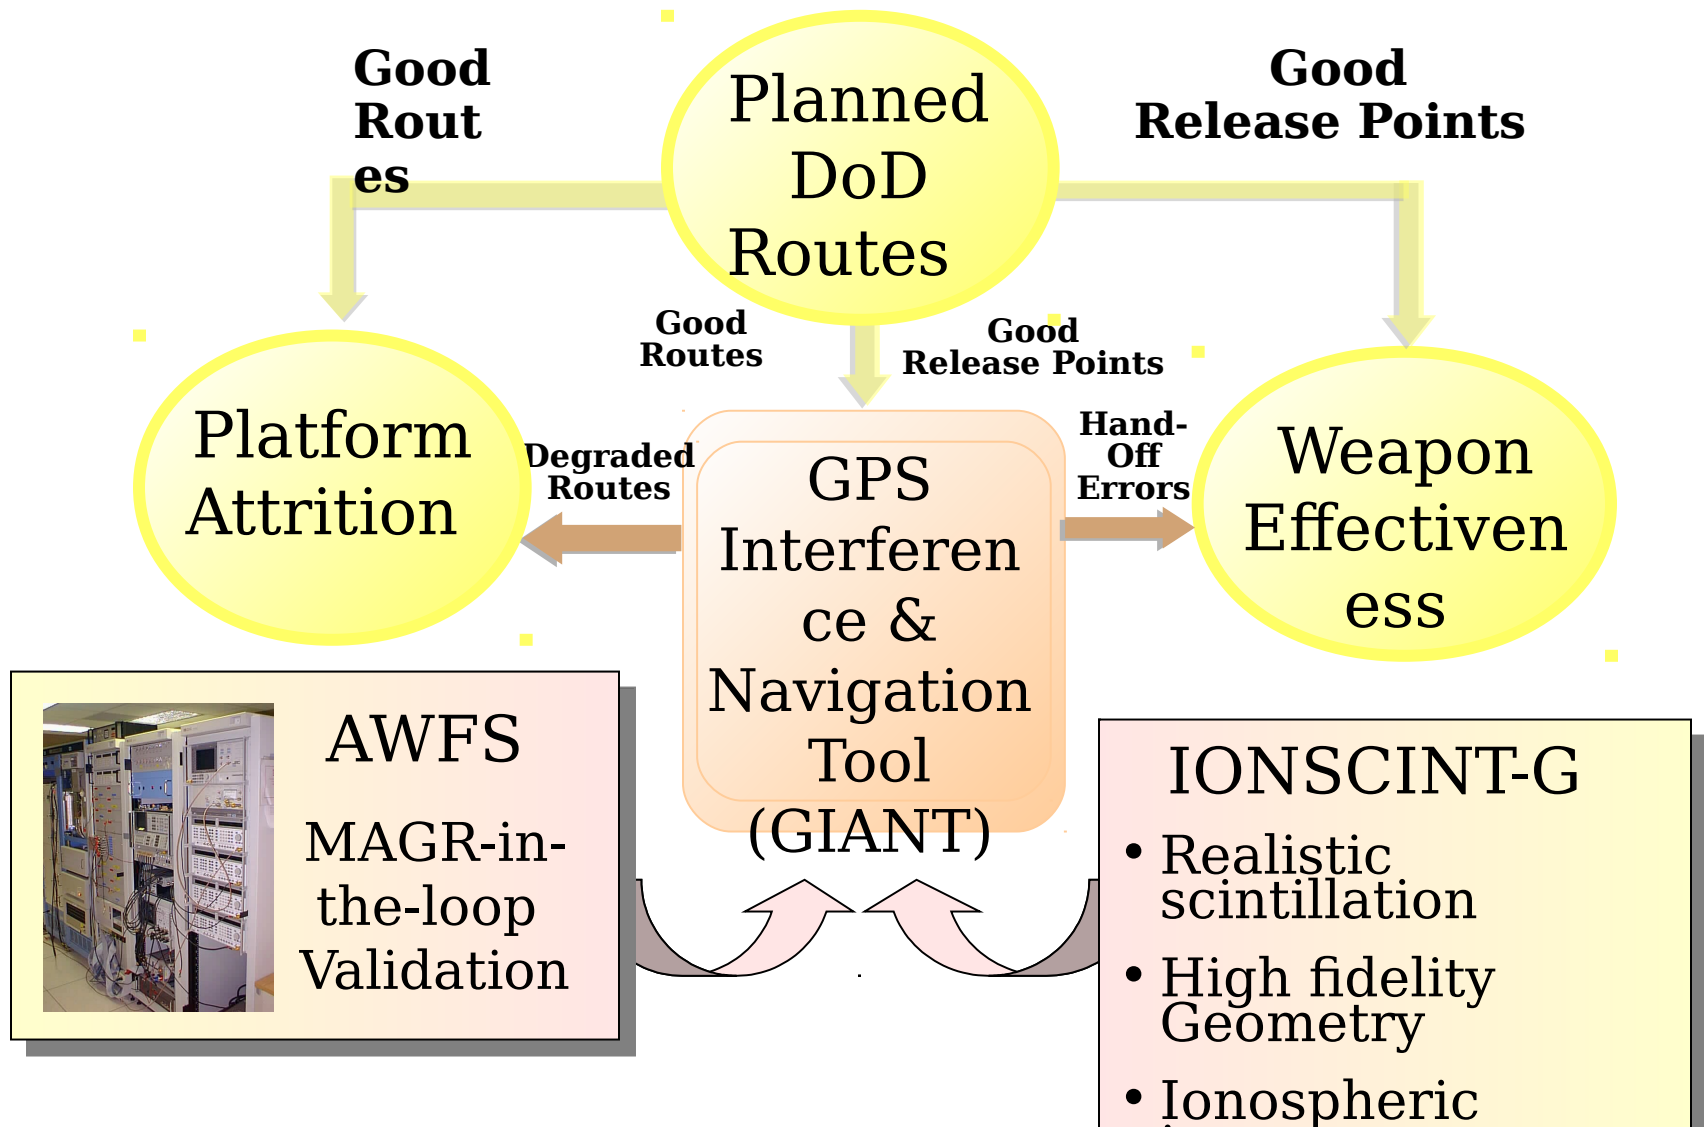 Good
Rout
es
Planned
DoD
Routes
Good
Release Points
Good
Routes
Good
Release Points
Platform
Attrition
Degraded
Routes
GPS
Interferen
ce &
Navigation
Tool
(GIANT)
Hand-
Off
Errors
Weapon
Effectiven
ess
AWFS
MAGR-in-
the-loop
Validation
IONSCINT-G
• Realistic
scintillation
• High fidelity
Geometry
• Ionospheric